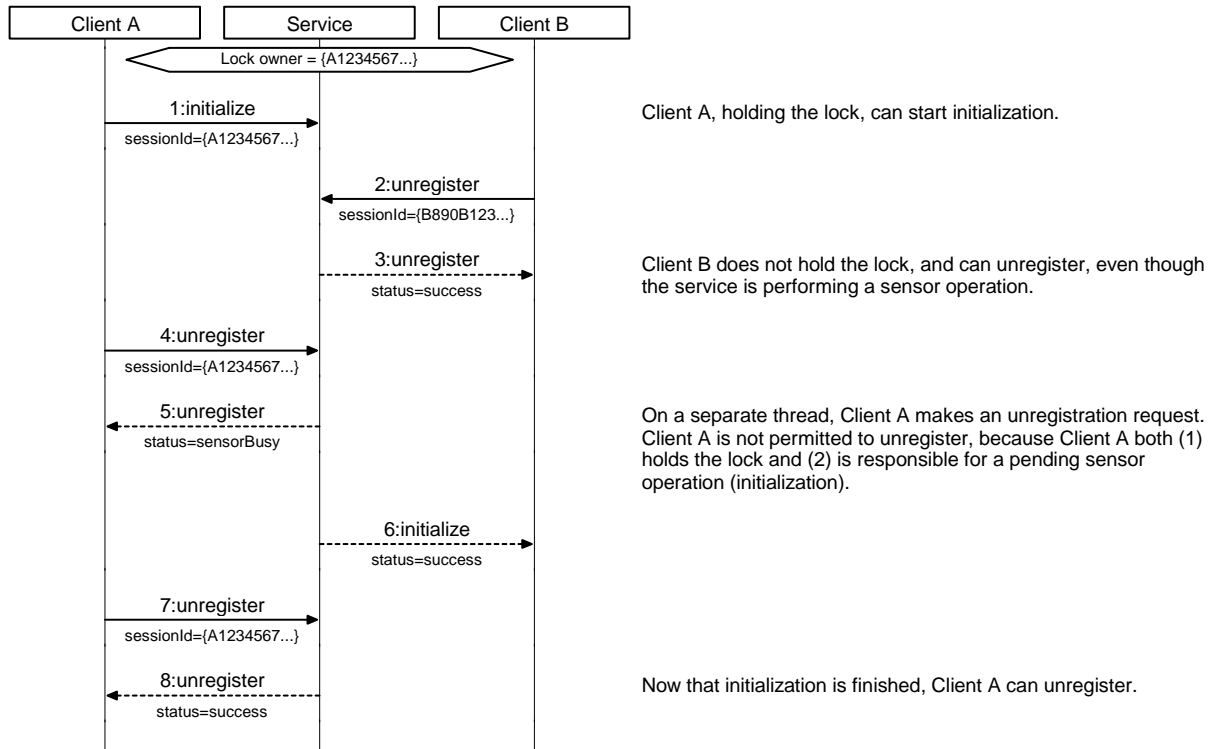 Client A
Service
Client B
Lock owner = {A1234567...}
1:initialize
sessionId={A1234567...}
Client A, holding the lock, can start initialization.
2:unregister
sessionId={B890B123...}
3:unregister
status=success
Client B does not hold the lock, and can unregister, even though
the service is performing a sensor operation.
4:unregister
sessionId={A1234567...}
5:unregister
status=sensorBusy
On a separate thread, Client A makes an unregistration request.
Client A is not permitted to unregister, because Client A both (1)
holds the lock and (2) is responsible for a pending sensor
operation (initialization).
6:initialize
status=success
7:unregister
sessionId={A1234567...}
8:unregister
status=success
Now that initialization is finished, Client A can unregister.